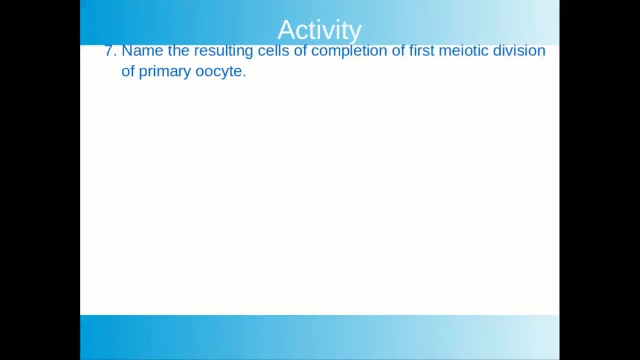 Activity
7. Name the resulting cells of completion of first meiotic division
of primary oocyte.